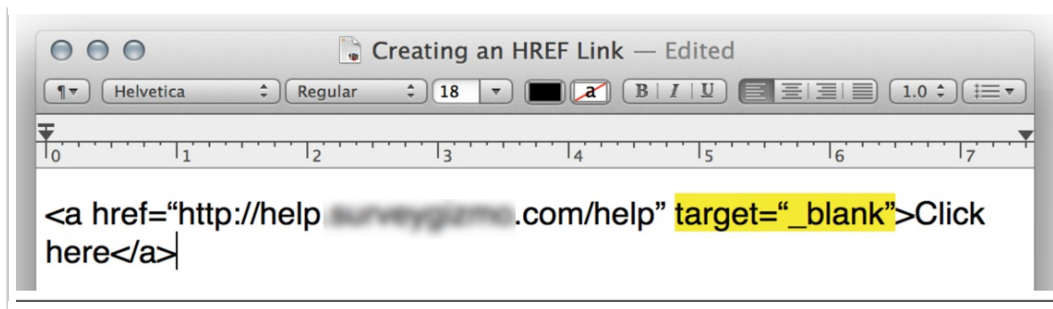 Creating an HREF Link — Edited
¶ Helvetica Regular 18 a B I U 1.0
0 1 2 3 4 5 6 7
<a href=“http://help .com/help” target=“_blank”>Click
here</a>